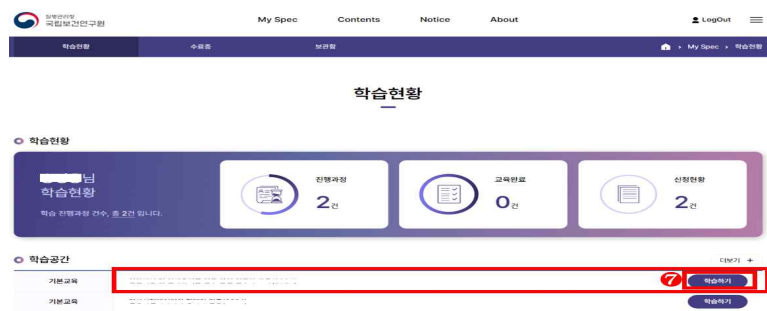 질병관리청
국립보건연구원
My Spec Contents Notice About LogOut
학습현황 수료증 보관함 My Spec > 학습현황
학습현황
학습현황
님
학습현황
학습 진행과정 건수, 총 2건 입니다.
진행과정
2건
교육완료
0건
신청현황
2건
학습공간 더보기 +
기본교육 7 학습하기
기본교육 학습하기